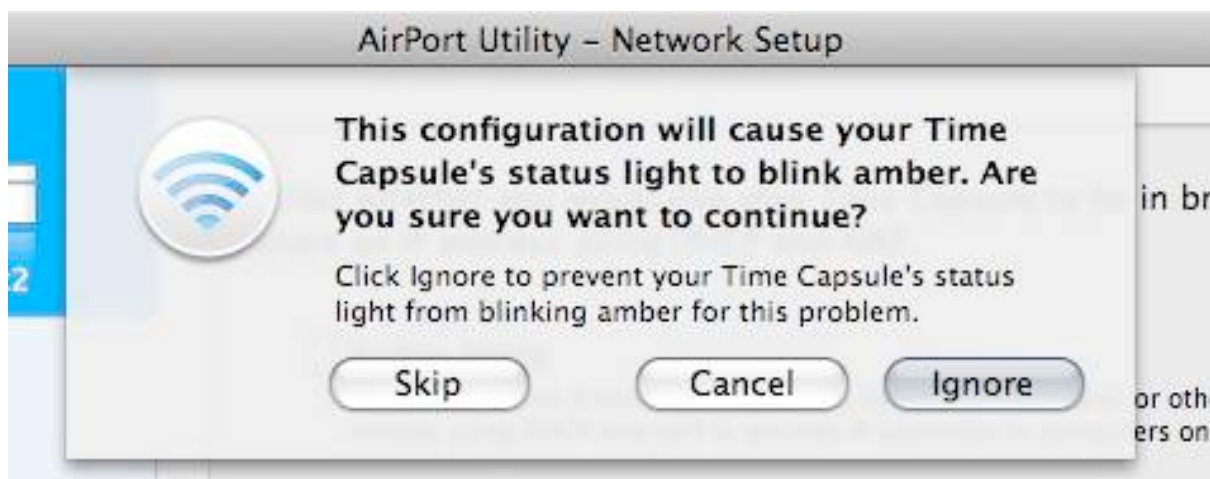 AirPort Utility – Network Setup
This configuration will cause your Time
Capsule's status light to blink amber. Are
you sure you want to continue?
in br
Click Ignore to prevent your Time Capsule's status
light from blinking amber for this problem.
Skip
Cancel
Ignore
or oth
ers on